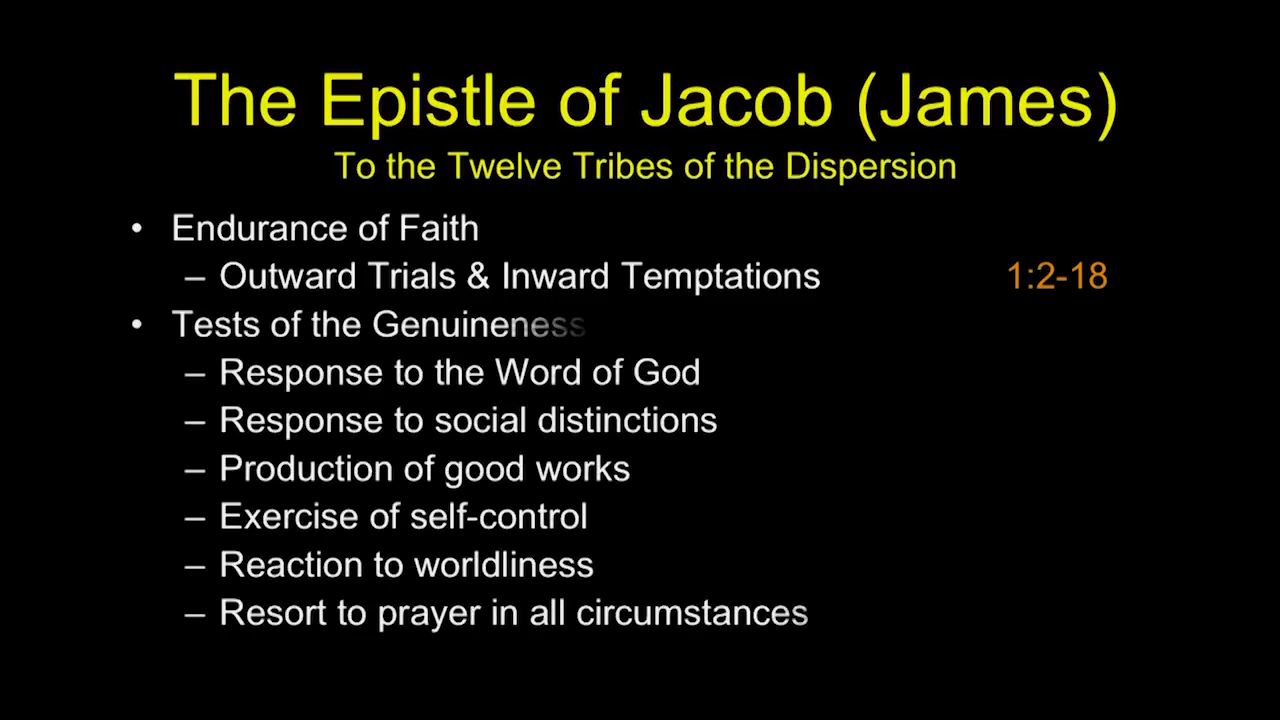 The Epistle of Jacob (James)
To the Twelve Tribes of the Dispersion
• Endurance of Faith
– Outward Trials & Inward Temptations 1:2-18
• Tests of the Genuineness
– Response to the Word of God
– Response to social distinctions
– Production of good works
– Exercise of self-control
– Reaction to worldliness
– Resort to prayer in all circumstances